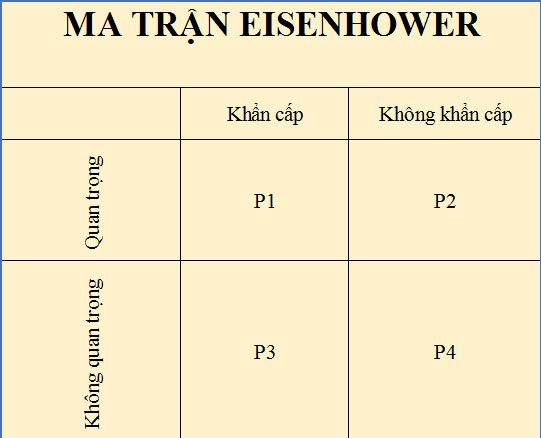 MA TRẬN EISENHOWER
Khẩn cấp
Không khẩn cấp
Quan trọng
P1
P2
Không quan trọng
P3
P4